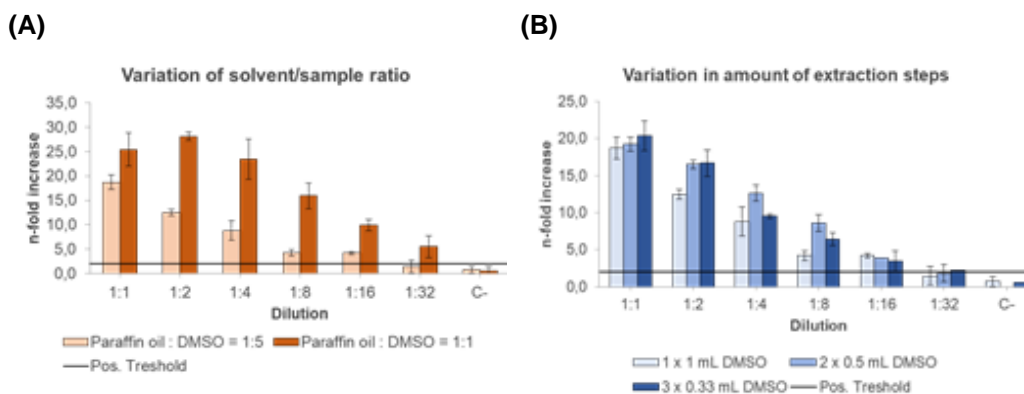 (A)
(B)
Variation of solvent/sample ratio
35,0
30,0
25,0
20,0
15,0
10,0
5,0
0,0
n-fold increase
1:1 1:2 1:4 1:8 1:16 1:32 C-
Dilution
Paraffin oil : DMSO = 1:5 Paraffin oil : DMSO = 1:1
Pos. Treshold
Variation in amount of extraction steps
25,0
20,0
15,0
10,0
5,0
0,0
n-fold increase
1:1 1:2 1:4 1:8 1:16 1:32 C-
Dilution
1 x 1 mL DMSO 2 x 0.5 mL DMSO
3 x 0.33 mL DMSO Pos. Treshold